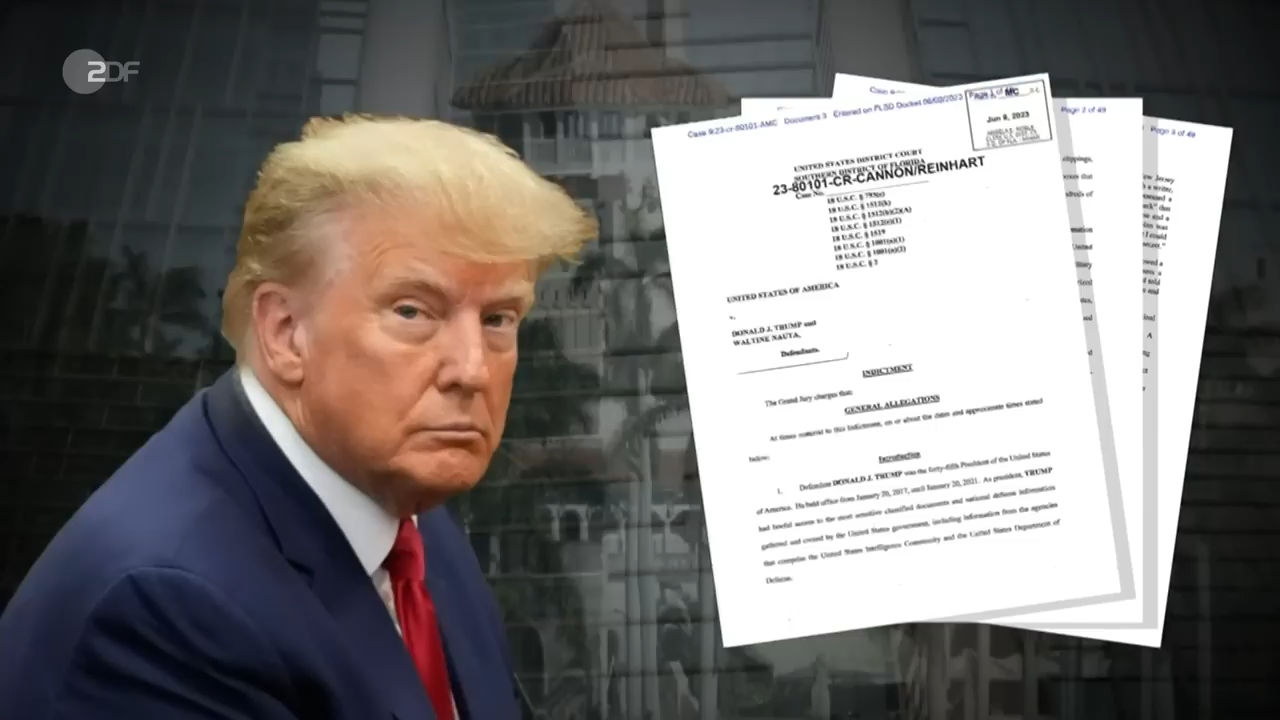 ZDF
Case 9:23-cr-80101-AMC Document 3 Entered on FLSD Docket 06/08/2023 Page 1 of
MC
Jun 8, 2023
UNITED STATES DISTRICT COURT
SOUTHERN DISTRICT OF FLORIDA
23-80101-CR-CANNON/REINHART
Case No.
18 U.S.C. § 793(e)
18 U.S.C. § 1512(k)
18 U.S.C. § 1512(b)(2)(A)
18 U.S.C. § 1512(c)(1)
18 U.S.C. § 1519
18 U.S.C. § 1001(a)(1)
18 U.S.C. § 1001(a)(2)
18 U.S.C. § 2
UNITED STATES OF AMERICA
v.
DONALD J. TRUMP and
WALTINE NAUTA,
Defendants.
INDICTMENT
The Grand Jury charges that:
GENERAL ALLEGATIONS
At times material to this Indictment, on or about the dates and approximate times stated
below:
Introduction
1. Defendant DONALD J. TRUMP was the forty-fifth President of the United States
of America. He held office from January 20, 2017, until January 20, 2021. As president, TRUMP
had lawful access to the most sensitive classified documents and national defense information
gathered and owned by the United States government, including information from the agencies
that comprise the United States Intelligence Community and the United States Department of
Defense.
Page 2 of 49
Page 3 of 49